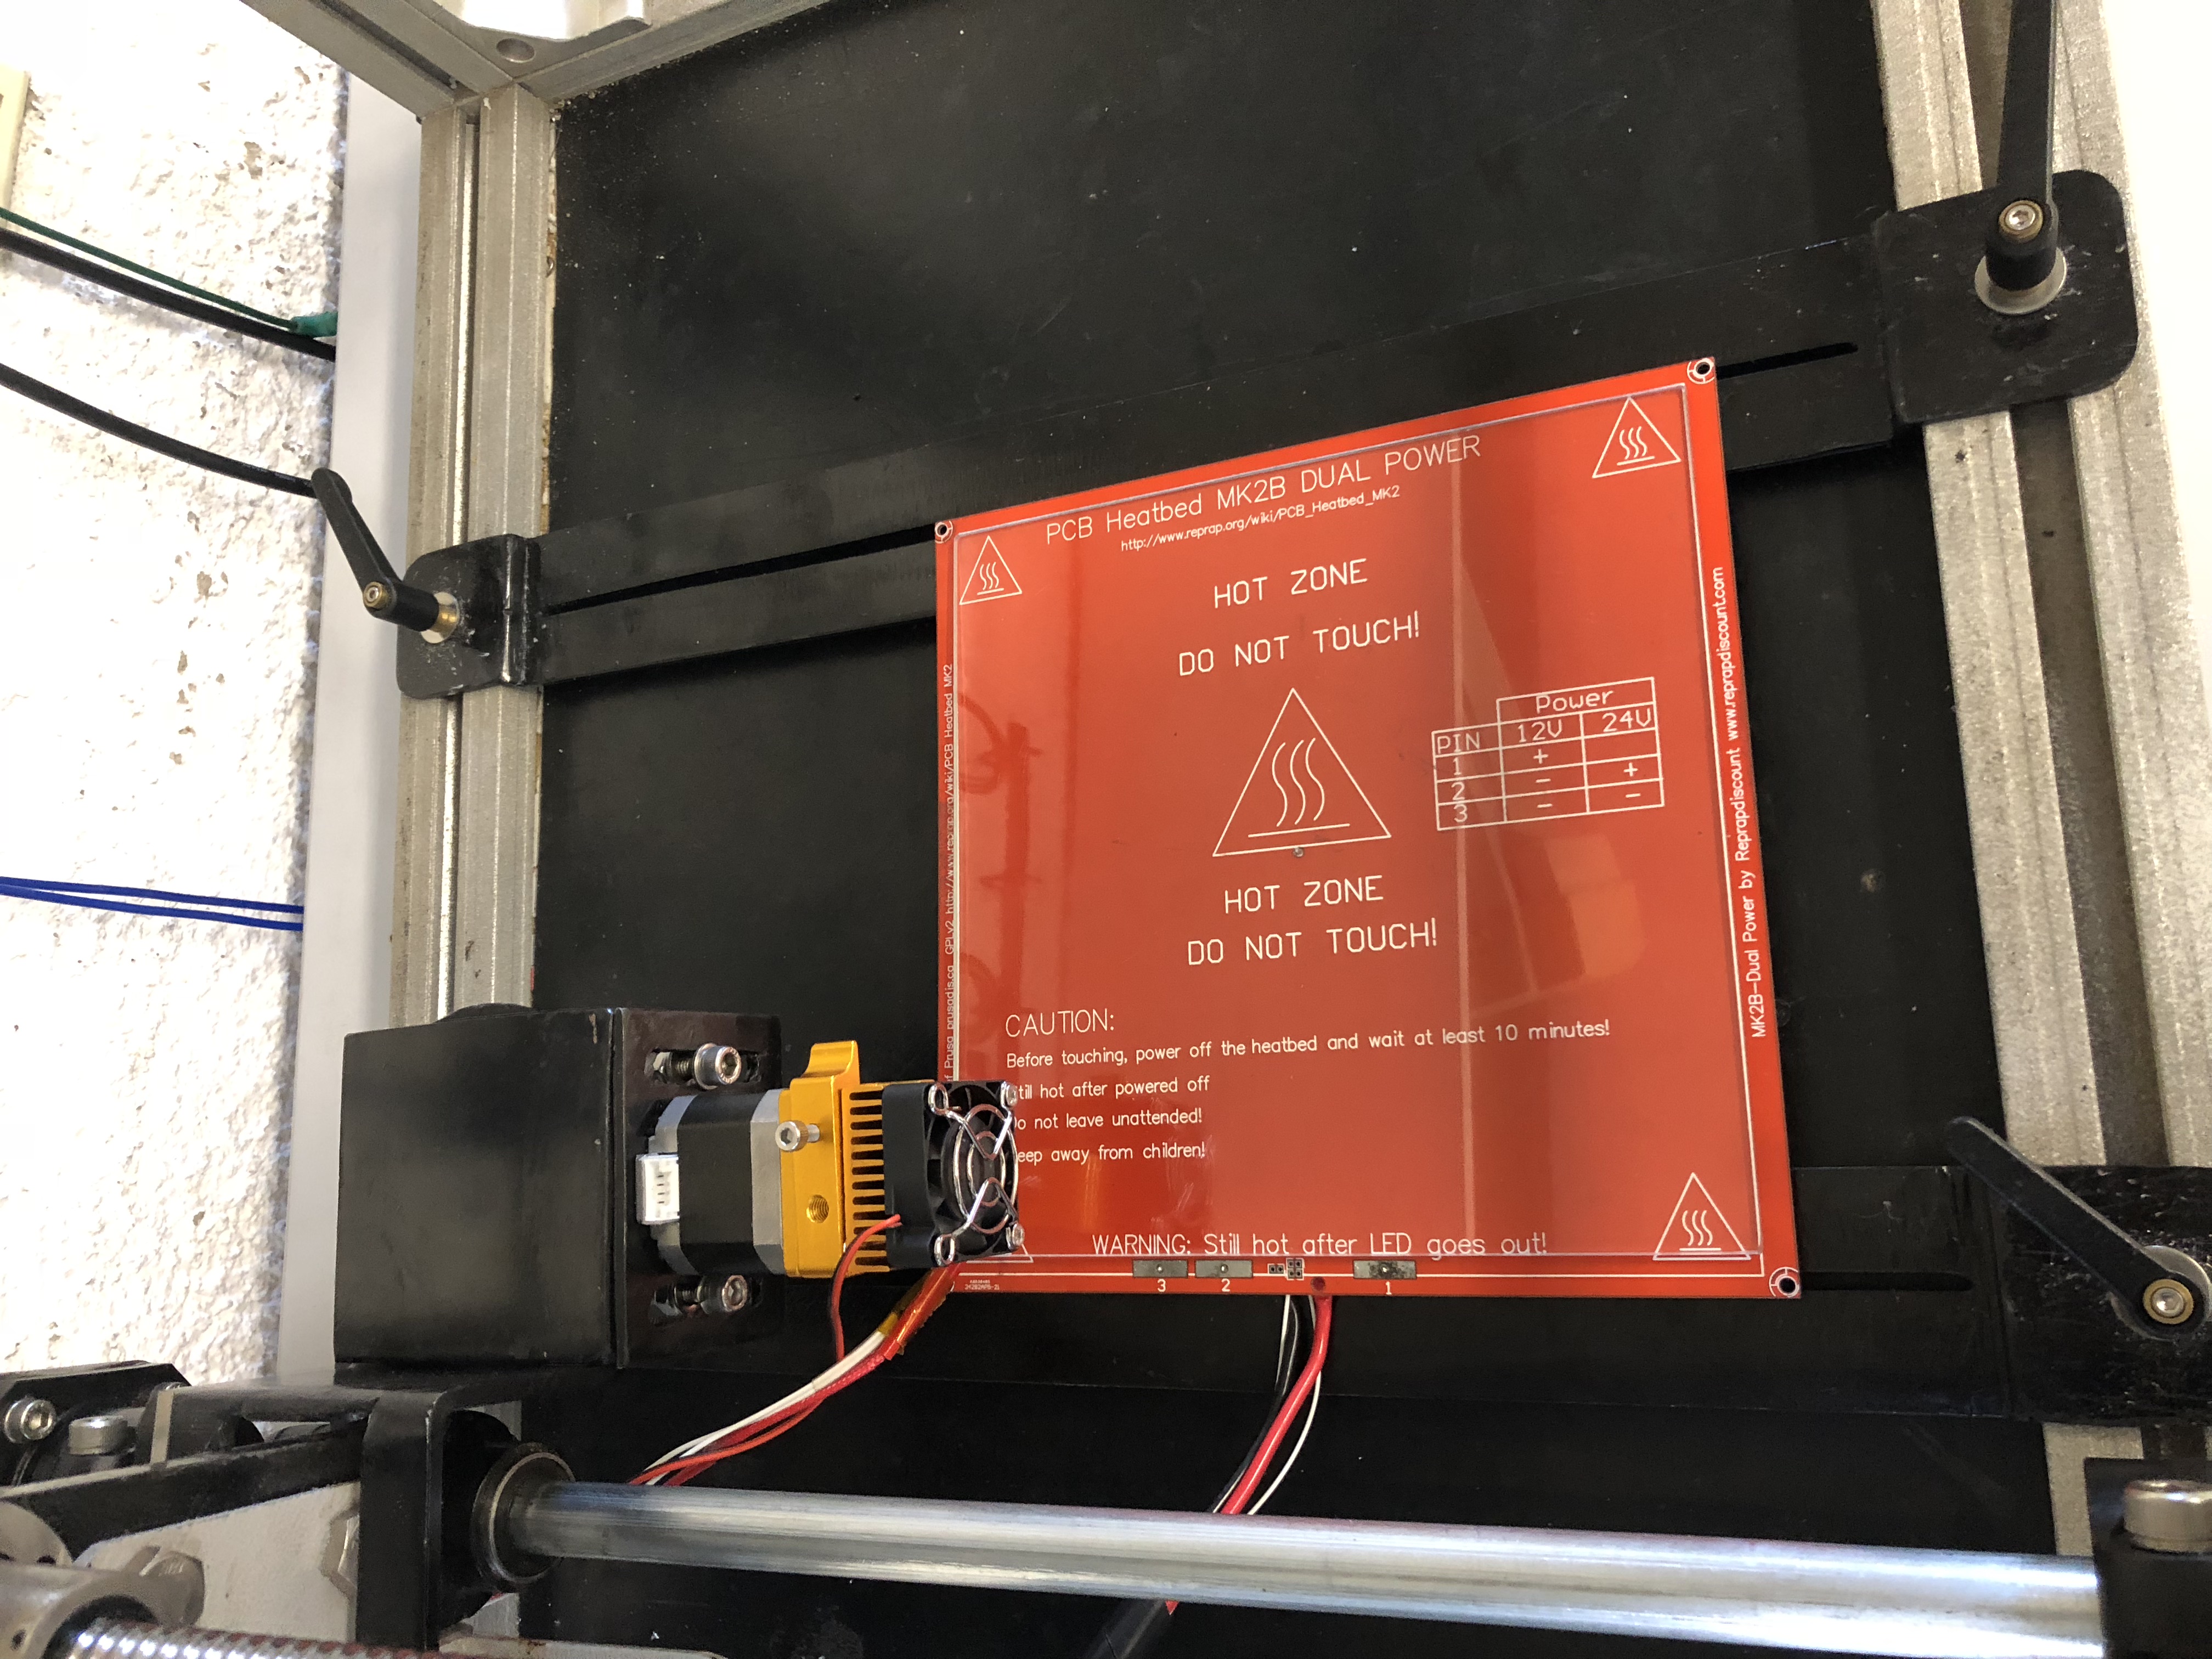 PCB Heatbed MK2B DUAL POWER
http://www.reprap.org/wiki/PCB_Heatbed_MK2
HOT ZONE
DO NOT TOUCH!
Power
PIN 12V 24V
1 +
2 - +
3 - -
HOT ZONE
DO NOT TOUCH!
CAUTION:
Before touching, power off the heatbed and wait at least 10 minutes!
hot after powered off
not leave unattended!
away from children!
WARNING: Still hot after LED goes out!
3
2
1
Prusa prusadis.ca GPLv2 http://www.reprap.org/wiki/PCB_Heatbed_MK2
MK2B-Dual Power by Reprapdiscount www.reprapdiscount.com